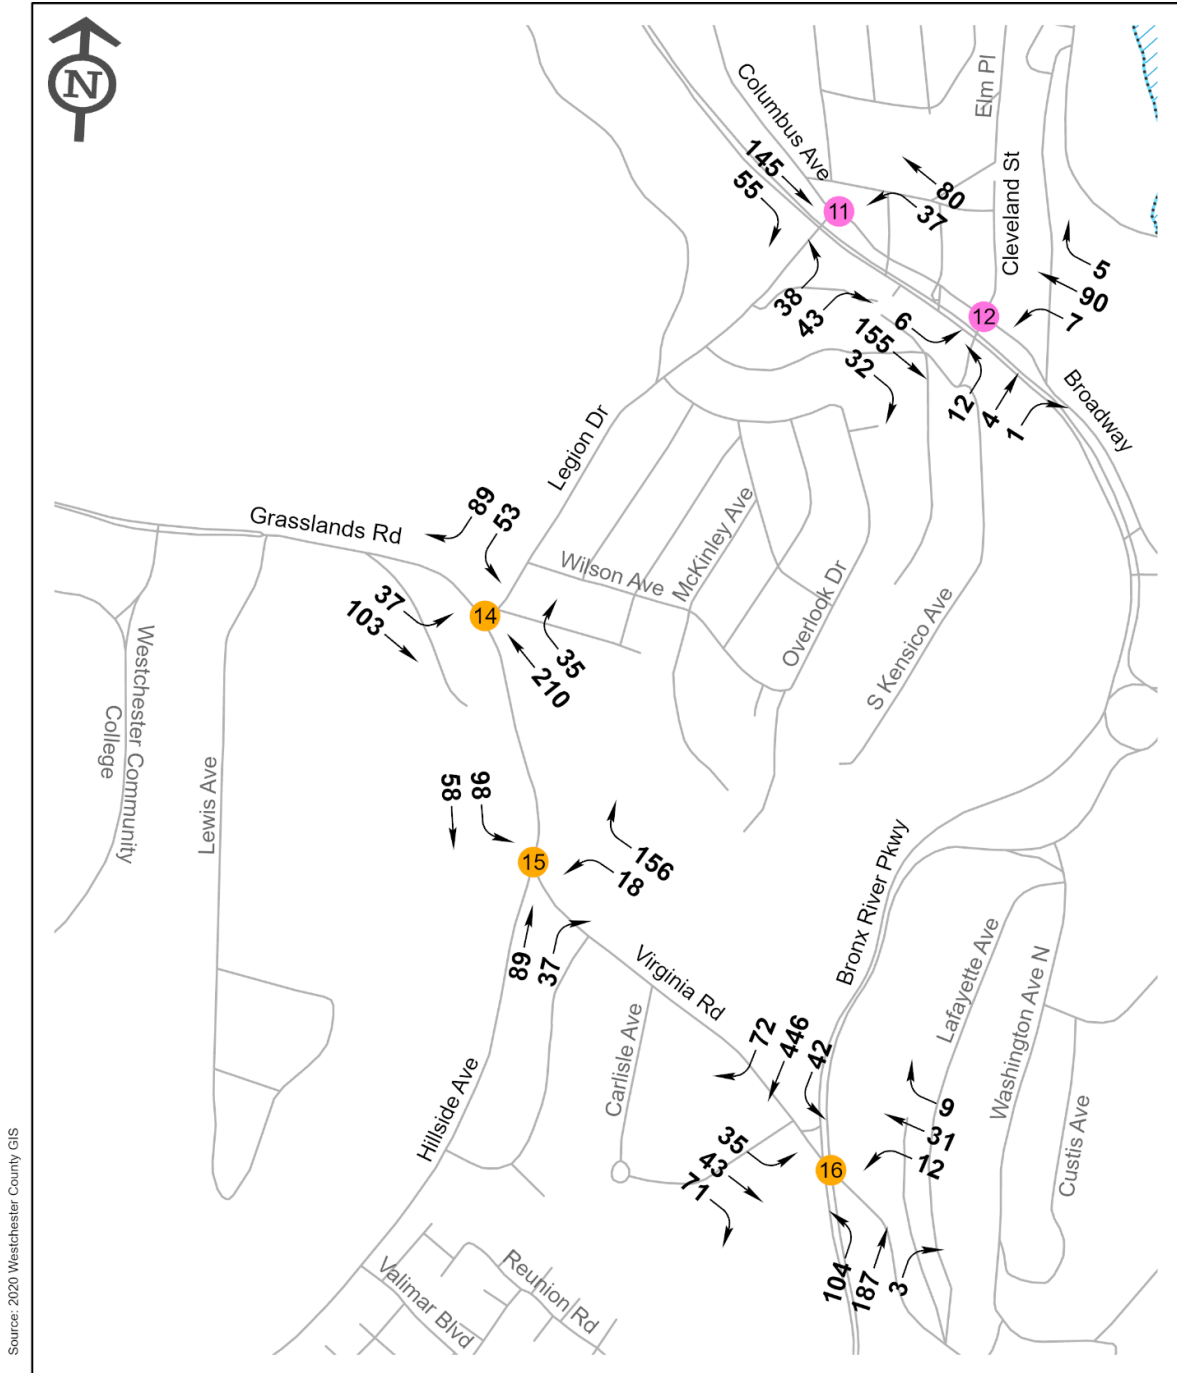 N
Columbus Ave
Elm Pl
145
55
80
37
11
Cleveland St
5
90
7
38
43
6
155
32
12
12
4
1
Broadway
Legion Dr
89
53
Grasslands Rd
Wilson Ave
McKinley Ave
Overlook Dr
S Kensico Ave
37
103
14
35
210
Westchester Community
College
Lewis Ave
58
98
15
156
18
89
37
Virginia Rd
Bronx River Pkwy
Lafayette Ave
Washington Ave N
Custis Ave
Carlisle Ave
Hillside Ave
72
446
42
9
31
12
35
43
71
16
104
187
3
Reunion Rd
Valimar Blvd
Source: 2020 Westchester County GIS